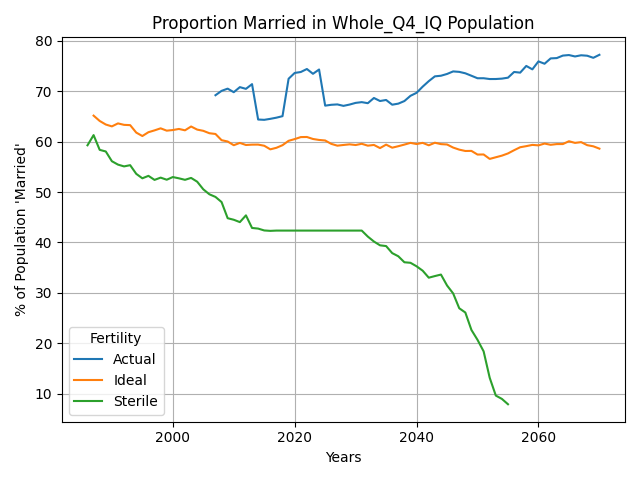 Proportion Married in Whole_Q4_IQ Population
% of Population 'Married'
80
70
60
50
40
30
20
10
Fertility
Actual
Ideal
Sterile
2000
2020
2040
2060
Years